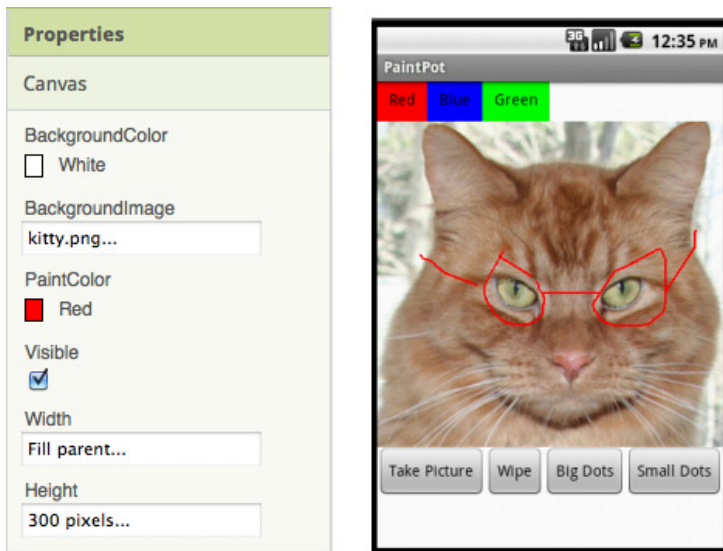 Properties
Canvas
BackgroundColor
White
BackgroundImage
kitty.png...
PaintColor
Red
Visible
Width
Fill parent...
Height
300 pixels...
3G 12:35 PM
PaintPot
Red Blue Green
Take Picture Wipe Big Dots Small Dots